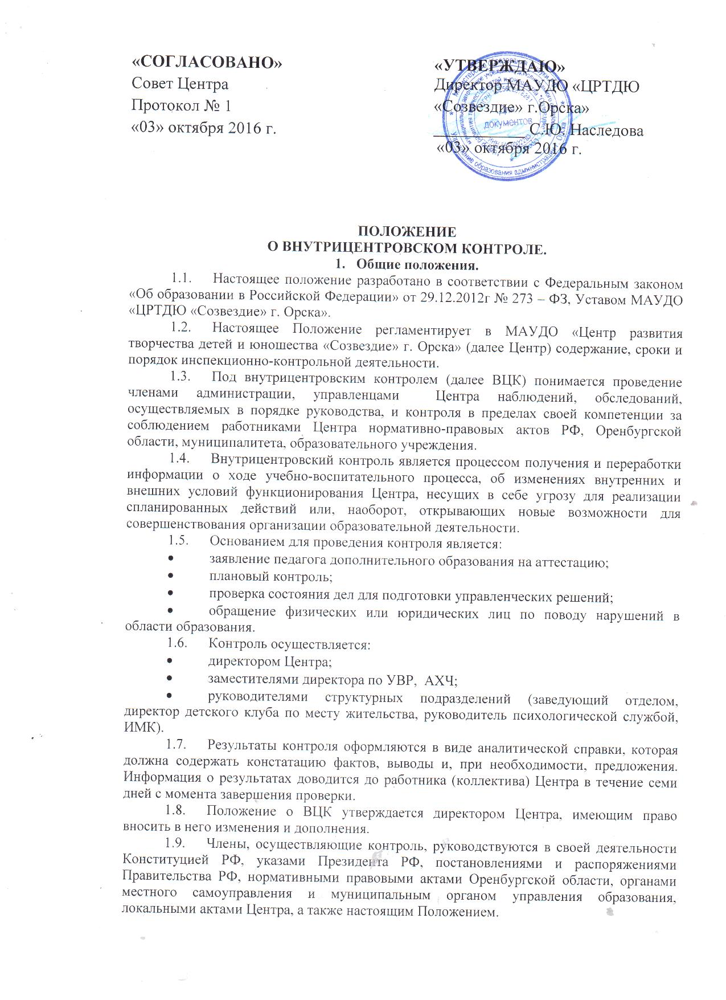 «СОГЛАСОВАНО»
Совет Центра
Протокол № 1
«03» октября 2016 г.
«УТВЕРЖДАЮ»
Директор МАУДО «ЦРТДЮ
«Созвездие» г.Орска»
____________ С.Ю. Наследова
«03» октября 2016 г.
Для
документов
ПОЛОЖЕНИЕ
О ВНУТРИЦЕНТРОВСКОМ КОНТРОЛЕ.
1. Общие положения.
1.1. Настоящее положение разработано в соответствии с Федеральным законом
«Об образовании в Российской Федерации» от 29.12.2012г № 273 – ФЗ, Уставом МАУДО
«ЦРТДЮ «Созвездие» г. Орска».
1.2. Настоящее Положение регламентирует в МАУДО «Центр развития
творчества детей и юношества «Созвездие» г. Орска» (далее Центр) содержание, сроки и
порядок инспекционно-контрольной деятельности.
1.3. Под внутрицентровским контролем (далее ВЦК) понимается проведение
членами администрации, управленцами Центра наблюдений, обследований,
осуществляемых в порядке руководства, и контроля в пределах своей компетенции за
соблюдением работниками Центра нормативно-правовых актов РФ, Оренбургской
области, муниципалитета, образовательного учреждения.
1.4. Внутрицентровский контроль является процессом получения и переработки
информации о ходе учебно-воспитательного процесса, об изменениях внутренних и
внешних условий функционирования Центра, несущих в себе угрозу для реализации
спланированных действий или, наоборот, открывающих новые возможности для
совершенствования организации образовательной деятельности.
1.5. Основанием для проведения контроля является:
• заявление педагога дополнительного образования на аттестацию;
• плановый контроль;
• проверка состояния дел для подготовки управленческих решений;
• обращение физических или юридических лиц по поводу нарушений в
области образования.
1.6. Контроль осуществляется:
• директором Центра;
• заместителями директора по УВР, АХЧ;
• руководителями структурных подразделений (заведующий отделом,
директор детского клуба по месту жительства, руководитель психологической службой,
ИМК).
1.7. Результаты контроля оформляются в виде аналитической справки, которая
должна содержать констатацию фактов, выводы и, при необходимости, предложения.
Информация о результатах доводится до работника (коллектива) Центра в течение семи
дней с момента завершения проверки.
1.8. Положение о ВЦК утверждается директором Центра, имеющим право
вносить в него изменения и дополнения.
1.9. Члены, осуществляющие контроль, руководствуются в своей деятельности
Конституцией РФ, указами Президента РФ, постановлениями и распоряжениями
Правительства РФ, нормативными правовыми актами Оренбургской области, органами
местного самоуправления и муниципальным органом управления образования,
локальными актами Центра, а также настоящим Положением.